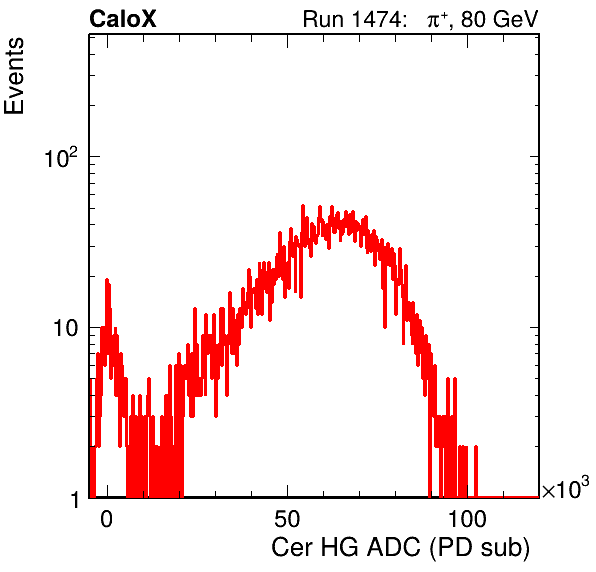 CaloX Run 1474: π⁺, 80 GeV
Events
10²
10
1
0 50 100 ×10³
Cer HG ADC (PD sub)